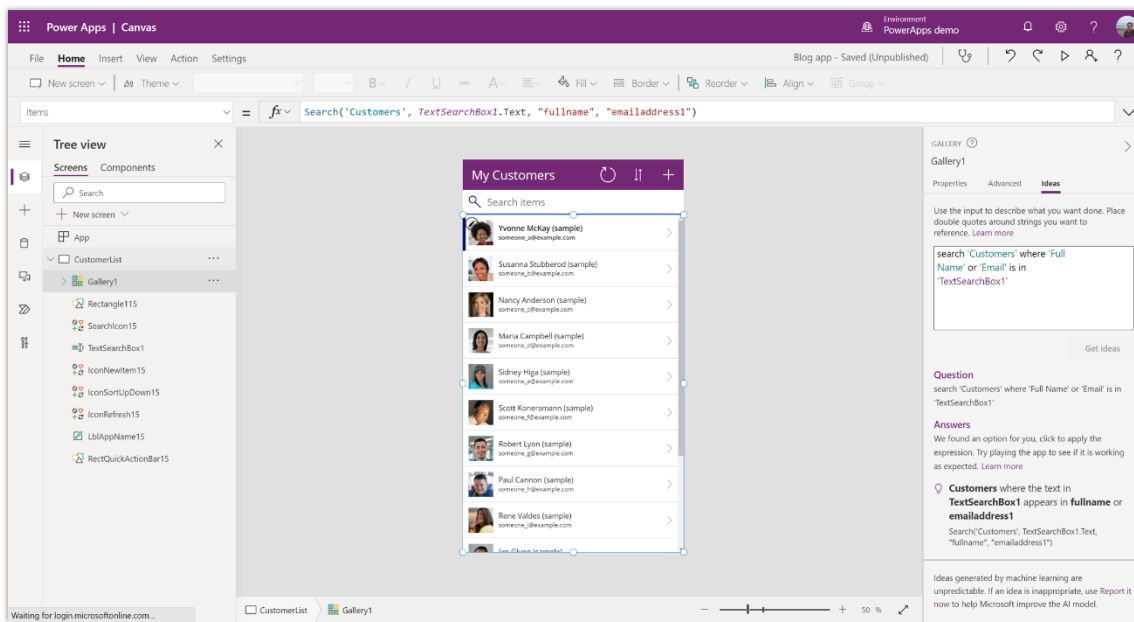 Power Apps | Canvas
Environment
PowerApps demo
?
File Home Insert View Action Settings
Blog app - Saved (Unpublished)
?
New screen Theme B / U abc A Fill Border Reorder Align Group
Items = fx Search('Customers', TextSearchBox1.Text, "fullname", "emailaddress1")
Tree view
Screens Components
Search
New screen
App
CustomerList ...
Gallery1 ...
Rectangle115
SearchIcon15
TextSearchBox1
IconNewItem15
IconSortUpDown15
IconRefresh15
LblAppName15
RectQuickActionBar15
My Customers
Search items
Yvonne McKay (sample)
someone_a@example.com
Susanna Stubberod (sample)
someone_b@example.com
Nancy Anderson (sample)
someone_c@example.com
Maria Campbell (sample)
someone_d@example.com
Sidney Higa (sample)
someone_e@example.com
Scott Konersmann (sample)
someone_f@example.com
Robert Lyon (sample)
someone_g@example.com
Paul Cannon (sample)
someone_h@example.com
Rene Valdes (sample)
someone_i@example.com
Jim Glynn (sample)
GALLERY ?
Gallery1
Properties Advanced Ideas
Use the input to describe what you want done. Place
double quotes around strings you want to
reference. Learn more
search 'Customers' where 'Full
Name' or 'Email' is in
'TextSearchBox1'
Get ideas
Question
search 'Customers' where 'Full Name' or 'Email' is in
'TextSearchBox1'
Answers
We found an option for you, click to apply the
expression. Try playing the app to see if it is working
as expected. Learn more
Customers where the text in
TextSearchBox1 appears in fullname or
emailaddress1
Search('Customers', TextSearchBox1.Text,
"fullname", "emailaddress1")
Ideas generated by machine learning are
unpredictable. If an idea is inappropriate, use Report it
now to help Microsoft improve the AI model.
Waiting for login.microsoftonline.com...
CustomerList Gallery1
50 %